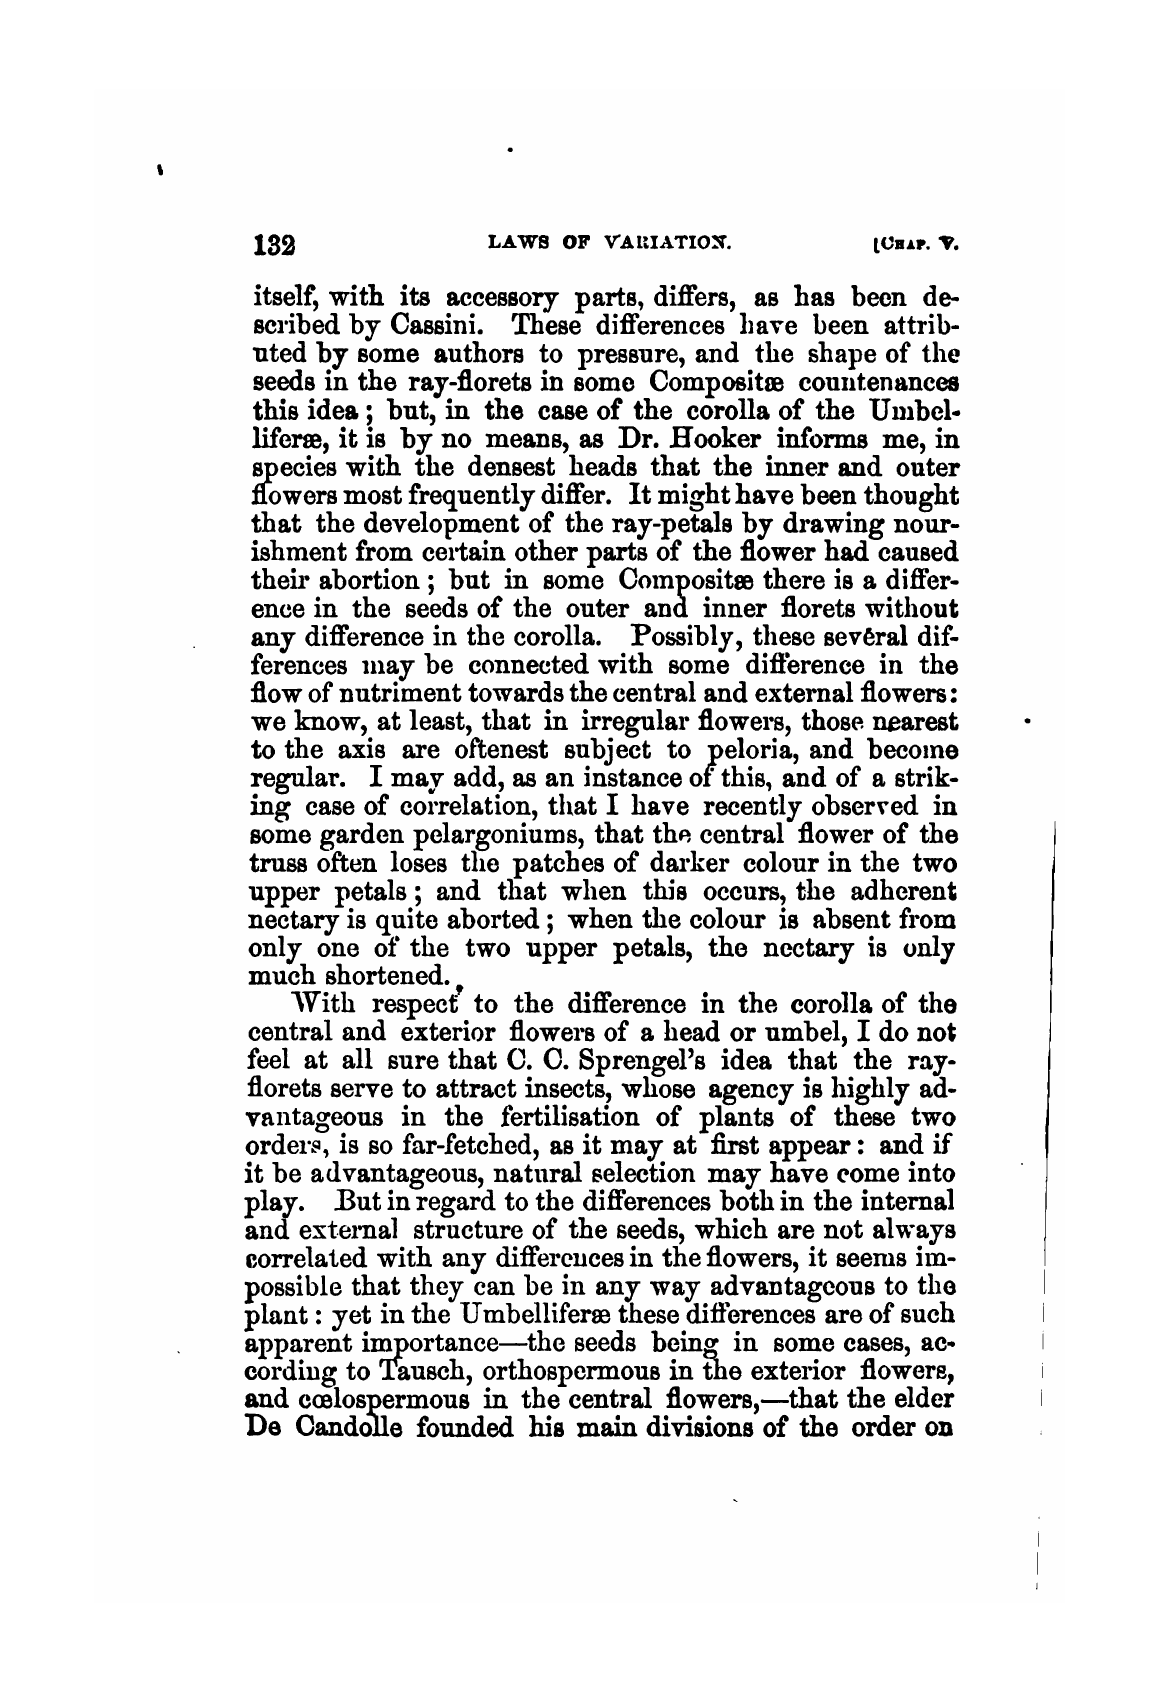 132 LAWS OF VARIATION. [CHAP. V.
itself, with its accessory parts, differs, as has been de-
scribed by Cassini. These differences have been attrib-
uted by some authors to pressure, and the shape of the
seeds in the ray-florets in some Compositæ countenances
this idea; but, in the case of the corolla of the Umbel-
liferæ, it is by no means, as Dr. Hooker informs me, in
species with the densest heads that the inner and outer
flowers most frequently differ. It might have been thought
that the development of the ray-petals by drawing nour-
ishment from certain other parts of the flower had caused
their abortion; but in some Compositæ there is a differ-
ence in the seeds of the outer and inner florets without
any difference in the corolla. Possibly, these several dif-
ferences may be connected with some difference in the
flow of nutriment towards the central and external flowers:
we know, at least, that in irregular flowers, those nearest
to the axis are oftenest subject to peloria, and become
regular. I may add, as an instance of this, and of a strik-
ing case of correlation, that I have recently observed in
some garden pelargoniums, that the central flower of the
truss often loses the patches of darker colour in the two
upper petals; and that when this occurs, the adherent
nectary is quite aborted; when the colour is absent from
only one of the two upper petals, the nectary is only
much shortened.
With respect to the difference in the corolla of the
central and exterior flowers of a head or umbel, I do not
feel at all sure that C. C. Sprengel's idea that the ray-
florets serve to attract insects, whose agency is highly ad-
vantageous in the fertilisation of plants of these two
orders, is so far-fetched, as it may at first appear: and if
it be advantageous, natural selection may have come into
play. But in regard to the differences both in the internal
and external structure of the seeds, which are not always
correlated with any differences in the flowers, it seems im-
possible that they can be in any way advantageous to the
plant: yet in the Umbelliferæ these differences are of such
apparent importance—the seeds being in some cases, ac-
cording to Tausch, orthospermous in the exterior flowers,
and cœlospermous in the central flowers,—that the elder
De Candolle founded his main divisions of the order on